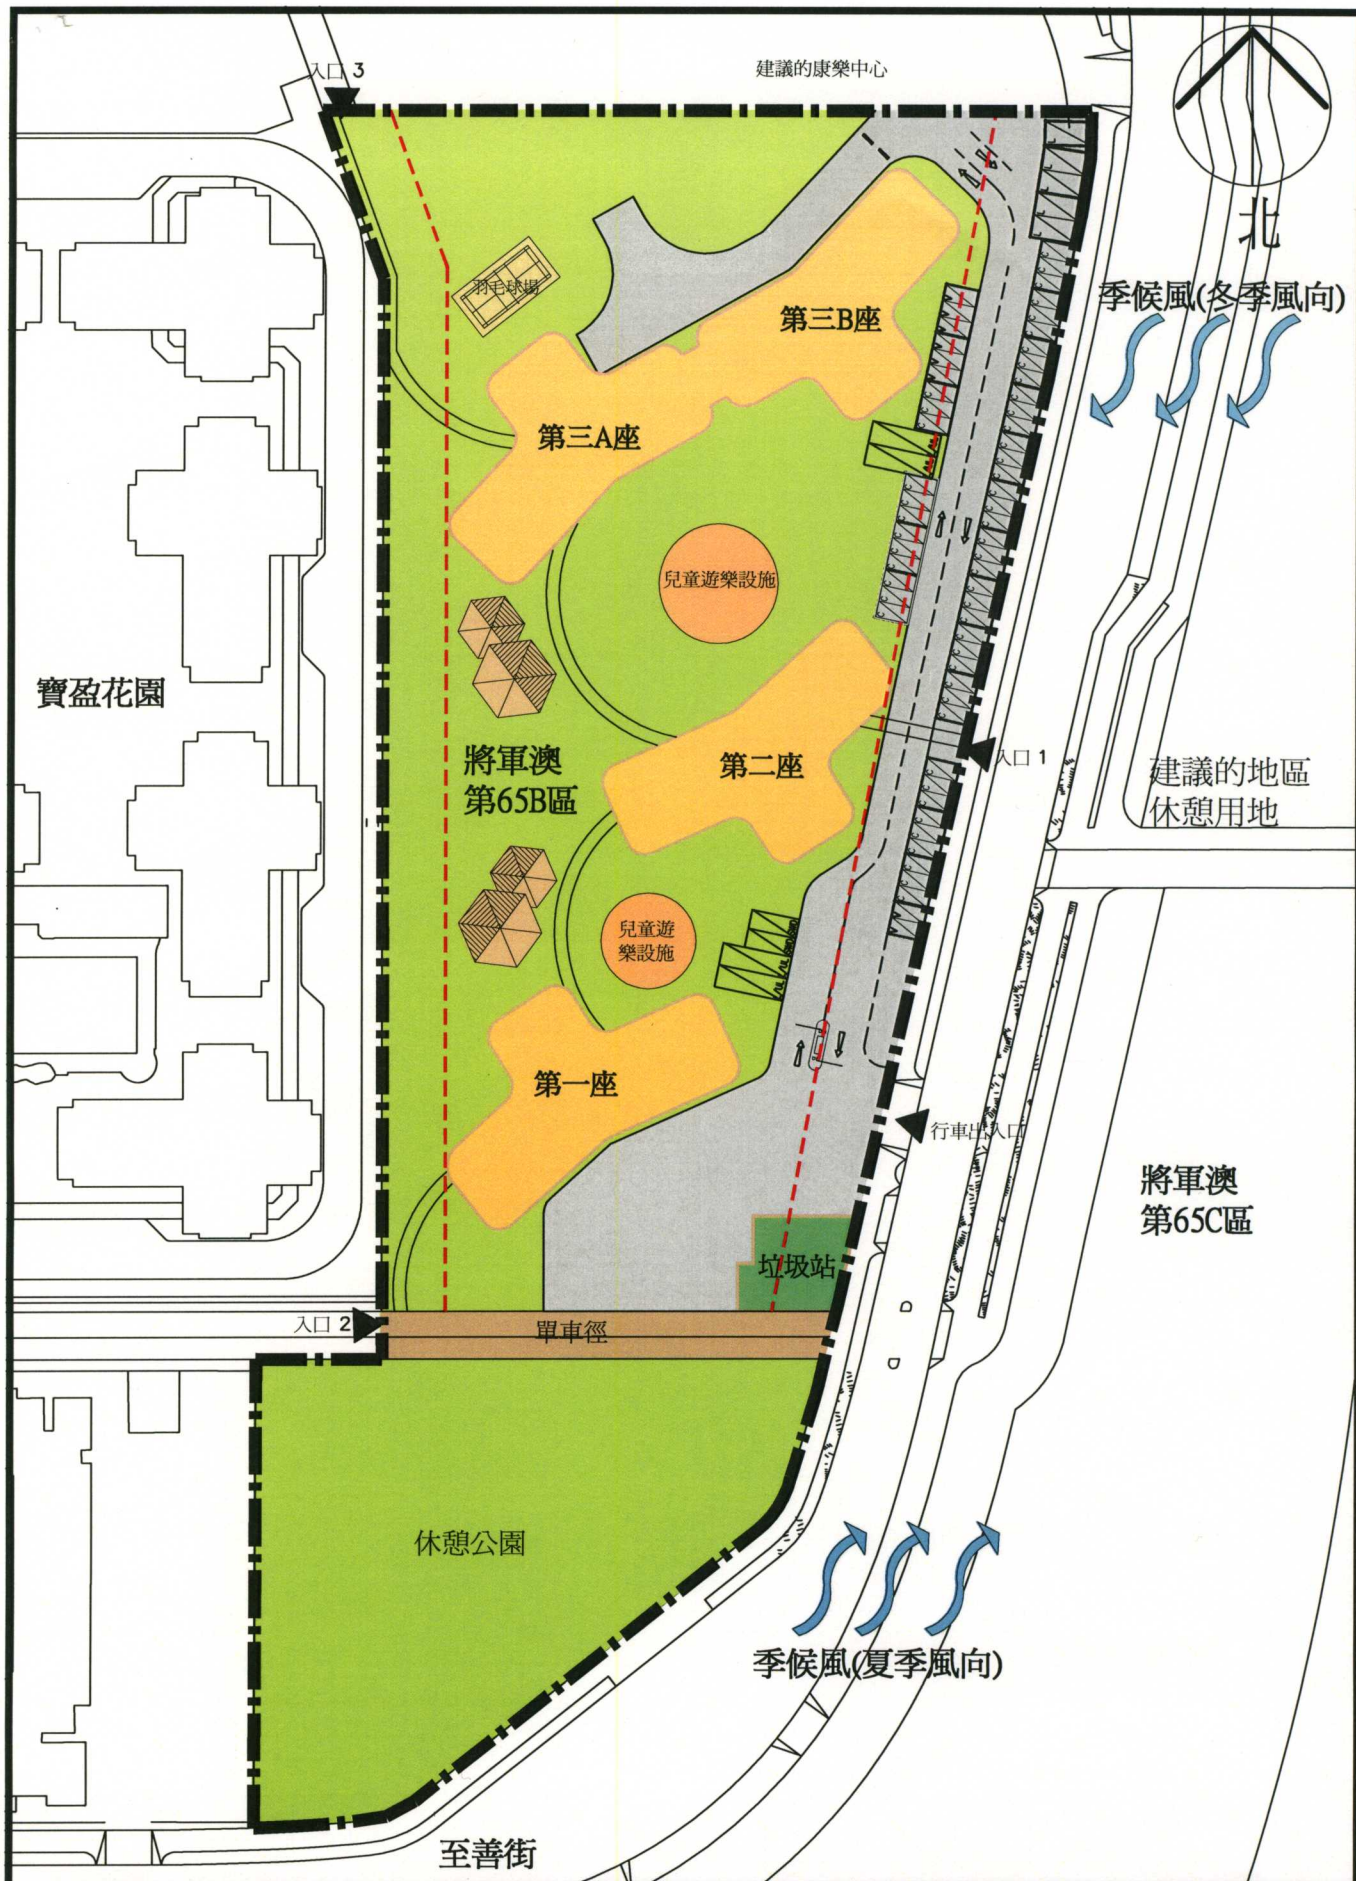 入口 3
建議的康樂中心
北
季候風(冬季風向)
羽毛球場
第三B座
第三A座
兒童遊樂設施
寶盈花園
將軍澳
第65B區
第二座
入口 1
建議的地區
休憩用地
兒童遊
樂設施
第一座
行車出入口
將軍澳
第65C區
垃圾站
入口 2
單車徑
休憩公園
季候風(夏季風向)
至善街